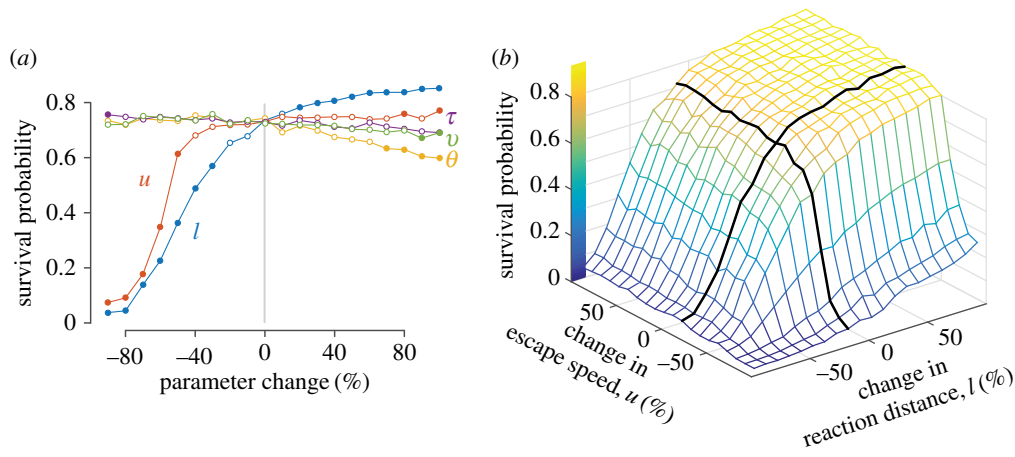 (a)
0.8
0.6
0.4
0.2
0
survival probability
u
l
τ
υ
θ
−80
−40
0
40
80
parameter change (%)
(b)
0.8
0.6
0.4
0.2
0
survival probability
50
0
−50
change in
escape speed, u (%)
−50
0
50
change in
reaction distance, l (%)